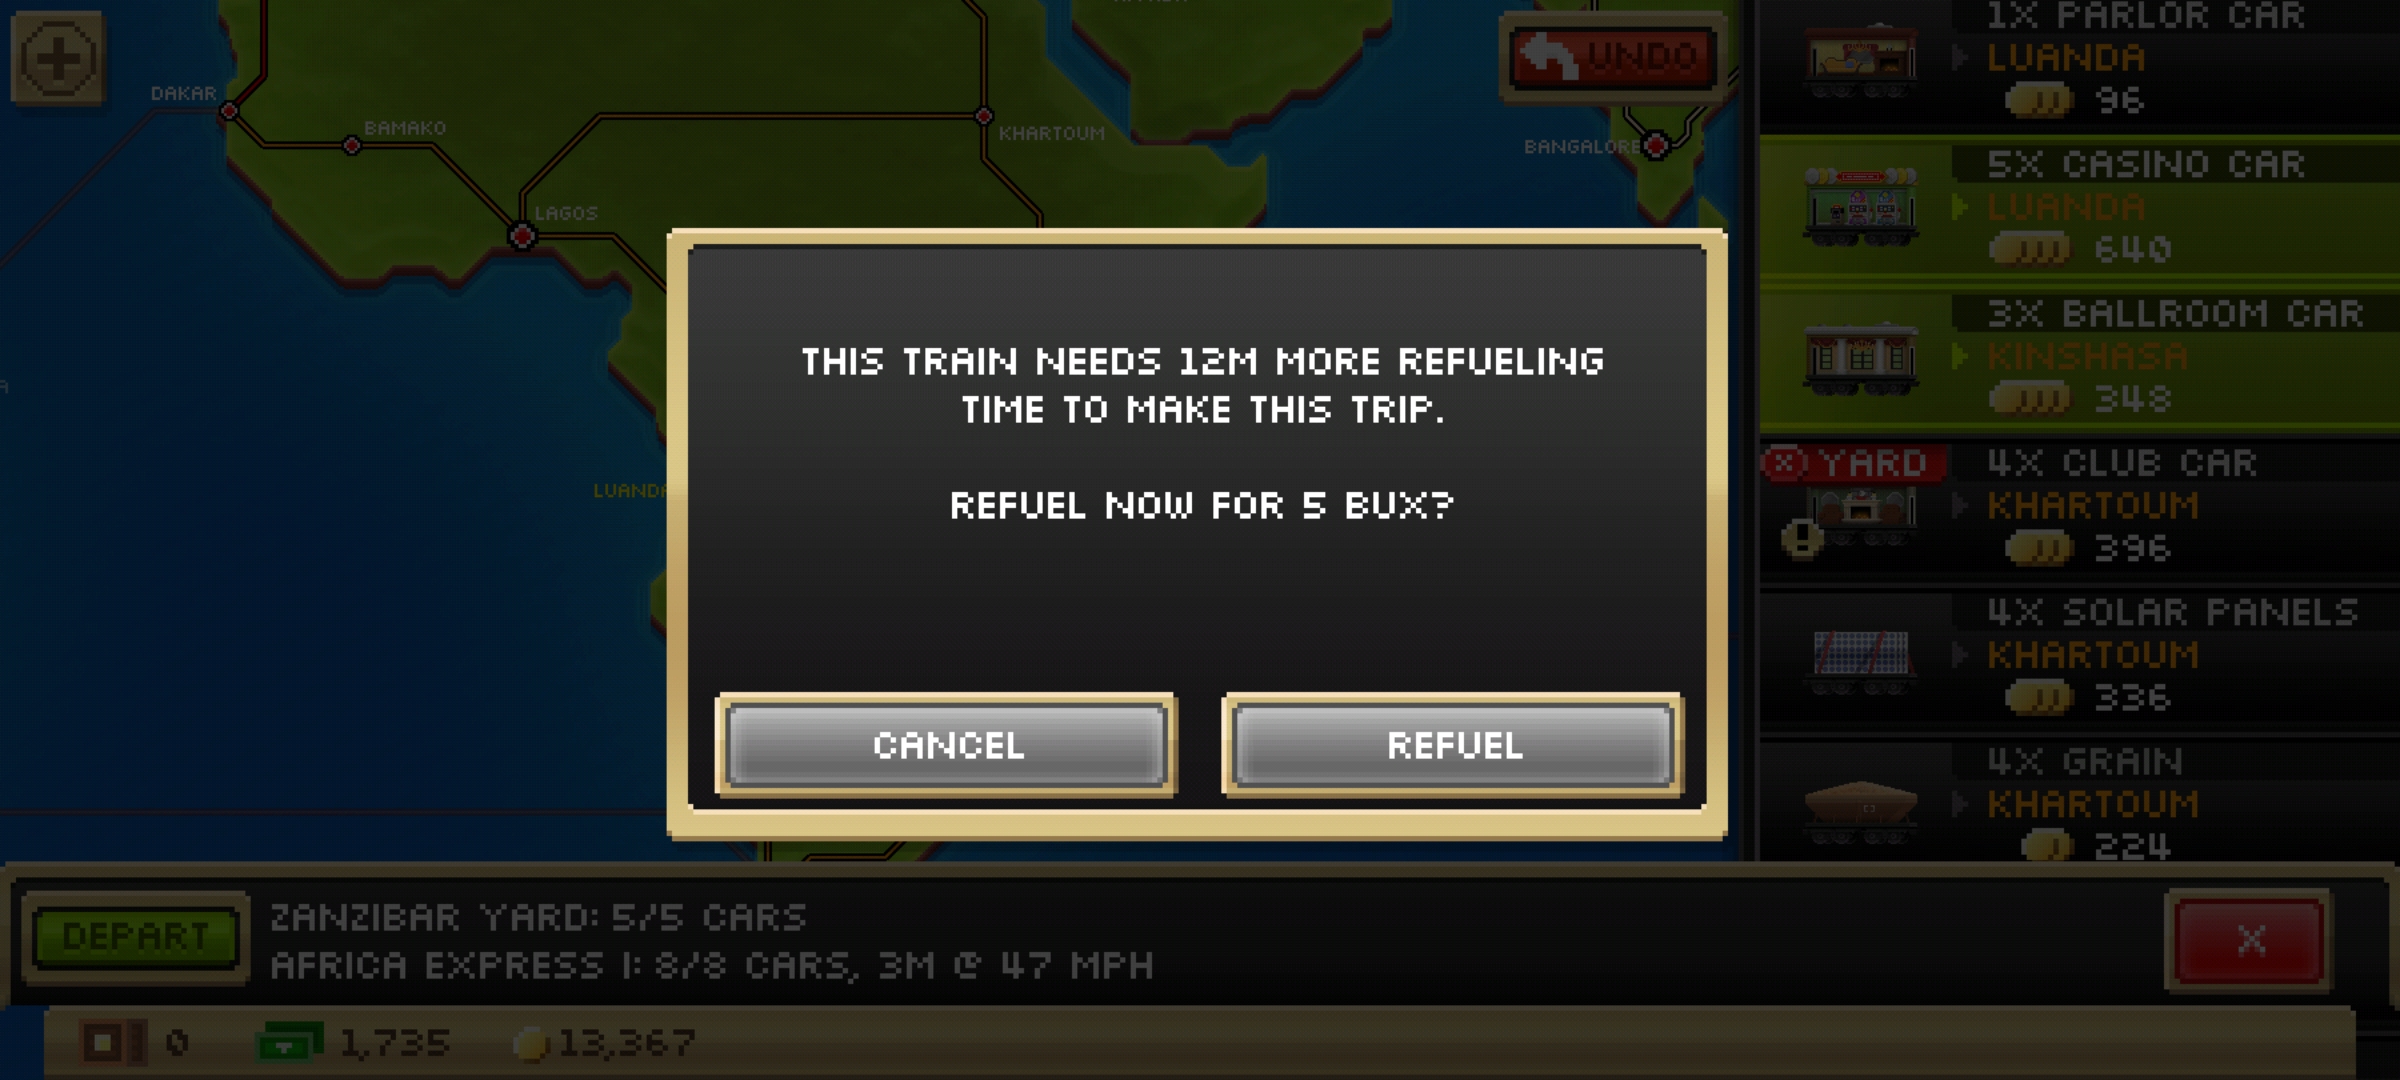 1X PARLOR CAR
LUANDA
96
UNDO
DAKAR
BAMAKO
KHARTOUM
BANGALORE
LAGOS
5X CASINO CAR
LUANDA
640
3X BALLROOM CAR
KINSHASA
348
THIS TRAIN NEEDS 12M MORE REFUELING
TIME TO MAKE THIS TRIP.
REFUEL NOW FOR 5 BUX?
LUANDA
YARD
4X CLUB CAR
KHARTOUM
396
4X SOLAR PANELS
KHARTOUM
336
CANCEL
REFUEL
4X GRAIN
KHARTOUM
224
DEPART
ZANZIBAR YARD: 5/5 CARS
AFRICA EXPRESS I: 8/8 CARS, 3M @ 47 MPH
X
0
1,735
13,367